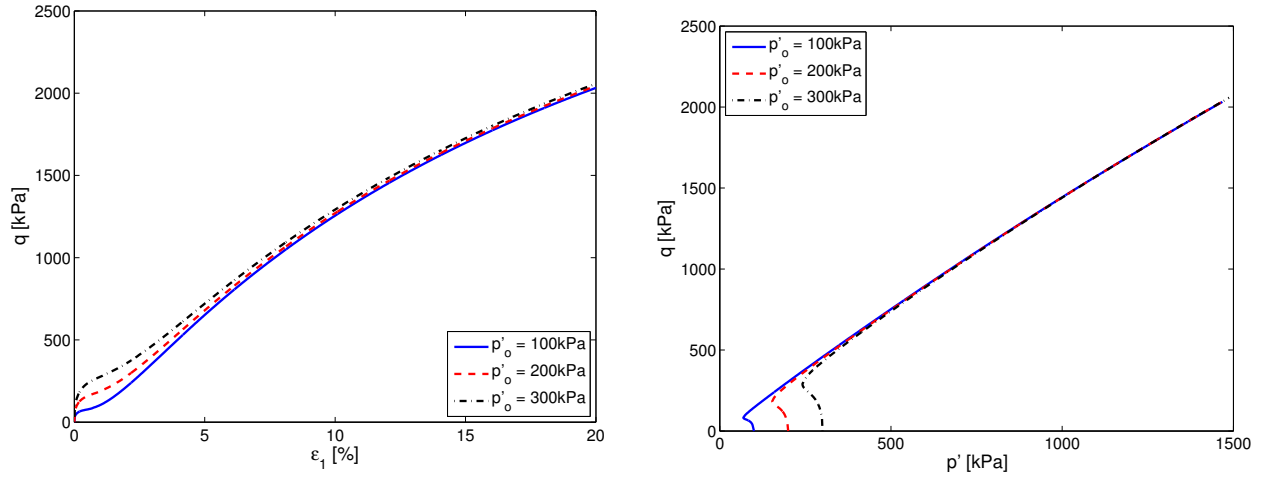 2500
2000
1500
1000
500
0
q [kPa]
0 5 10 15 20
ε1 [%]
p'o = 100kPa
p'o = 200kPa
p'o = 300kPa
2500
2000
1500
1000
500
0
q [kPa]
0 500 1000 1500
p' [kPa]
p'o = 100kPa
p'o = 200kPa
p'o = 300kPa